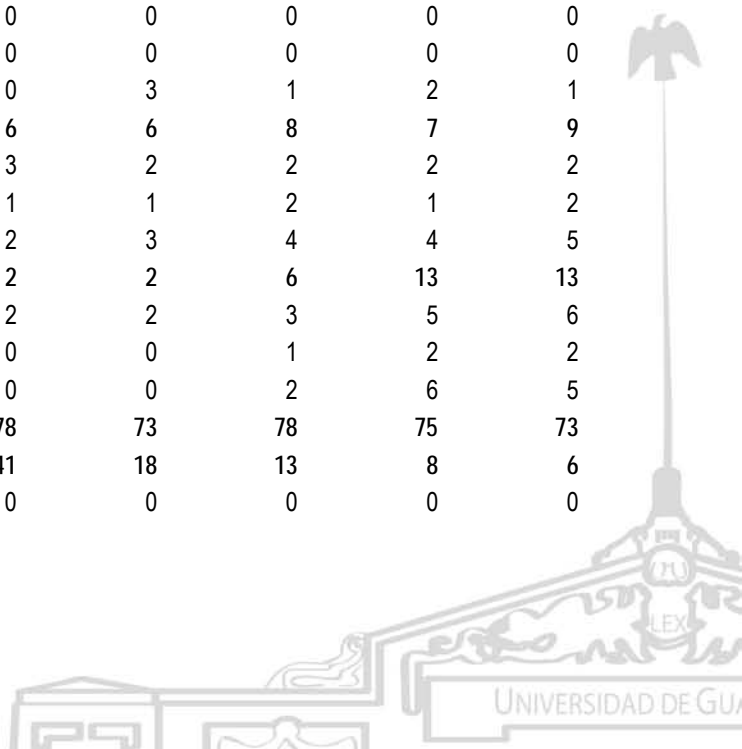 0 0 0 0 0
0 0 0 0 0
0 3 1 2 1
6 6 8 7 9
3 2 2 2 2
1 1 2 1 2
2 3 4 4 5
2 2 6 13 13
2 2 3 5 6
0 0 1 2 2
0 0 2 6 5
78 73 78 75 73
41 18 13 8 6
0 0 0 0 0
LEX
UNIVERSIDAD DE GUA